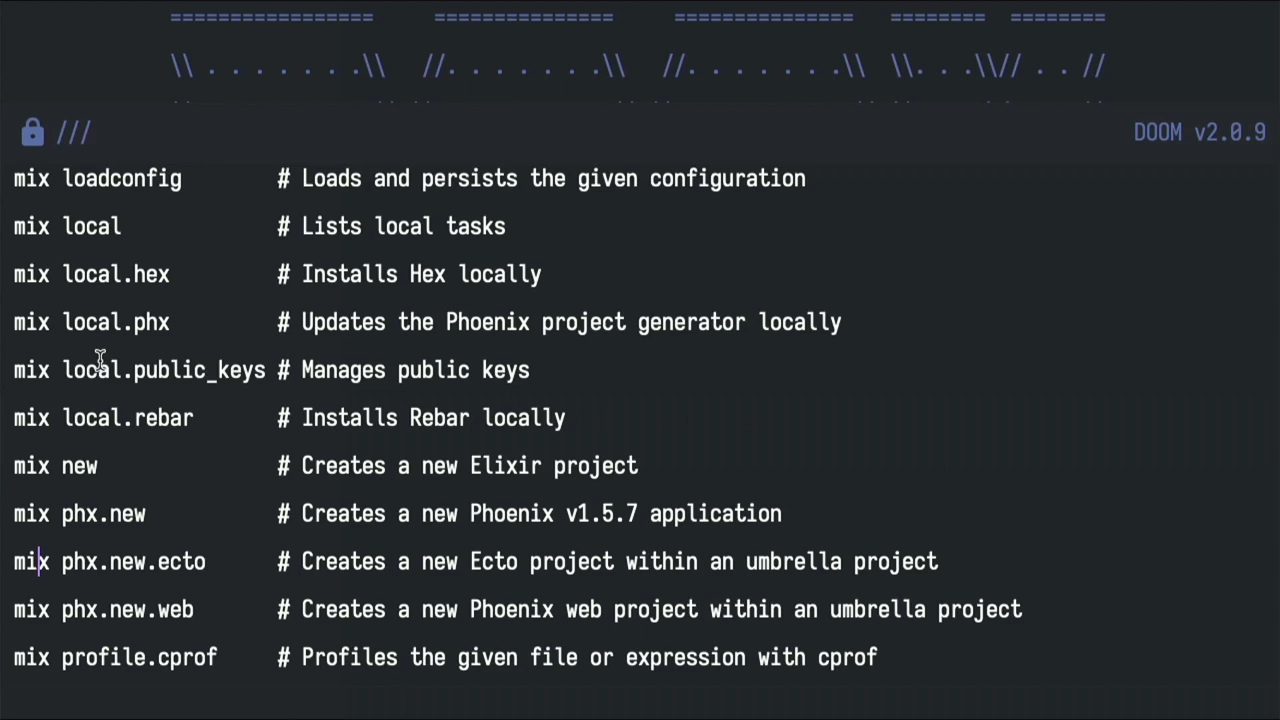 ================ =============== =============== ======== ========
\\ . . . . . . .\\ //. . . . . . .\\ //. . . . . . .\\ \\. . .\\// . . //
/// DOOM v2.0.9
mix loadconfig # Loads and persists the given configuration
mix local # Lists local tasks
mix local.hex # Installs Hex locally
mix local.phx # Updates the Phoenix project generator locally
mix local.public_keys # Manages public keys
mix local.rebar # Installs Rebar locally
mix new # Creates a new Elixir project
mix phx.new # Creates a new Phoenix v1.5.7 application
mix phx.new.ecto # Creates a new Ecto project within an umbrella project
mix phx.new.web # Creates a new Phoenix web project within an umbrella project
mix profile.cprof # Profiles the given file or expression with cprof